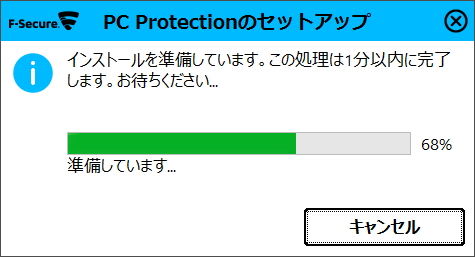 F-Secure. PC Protectionのセットアップ
インストールを準備しています。この処理は1分以内に完了
します。お待ちください...
68%
準備しています...
キャンセル